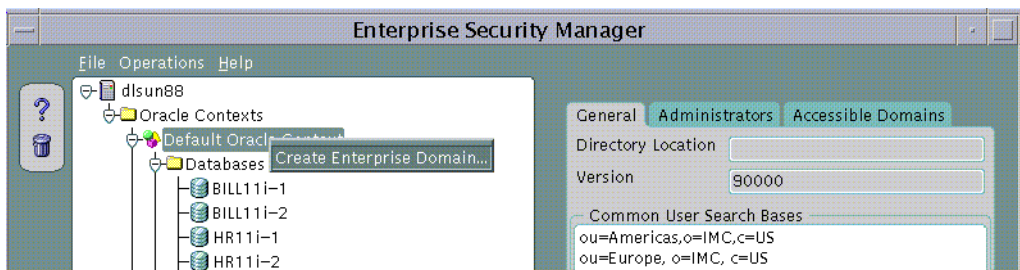 Enterprise Security Manager
File Operations Help
dlsun88
Oracle Contexts
Default Oracl
Create Enterprise Domain...
Databases
BILL11i-1
BILL11i-2
HR11i-1
HR11i-2
General Administrators Accessible Domains
Directory Location
Version 90000
Common User Search Bases
ou=Americas,o=IMC,c=US
ou=Europe, o=IMC, c=US